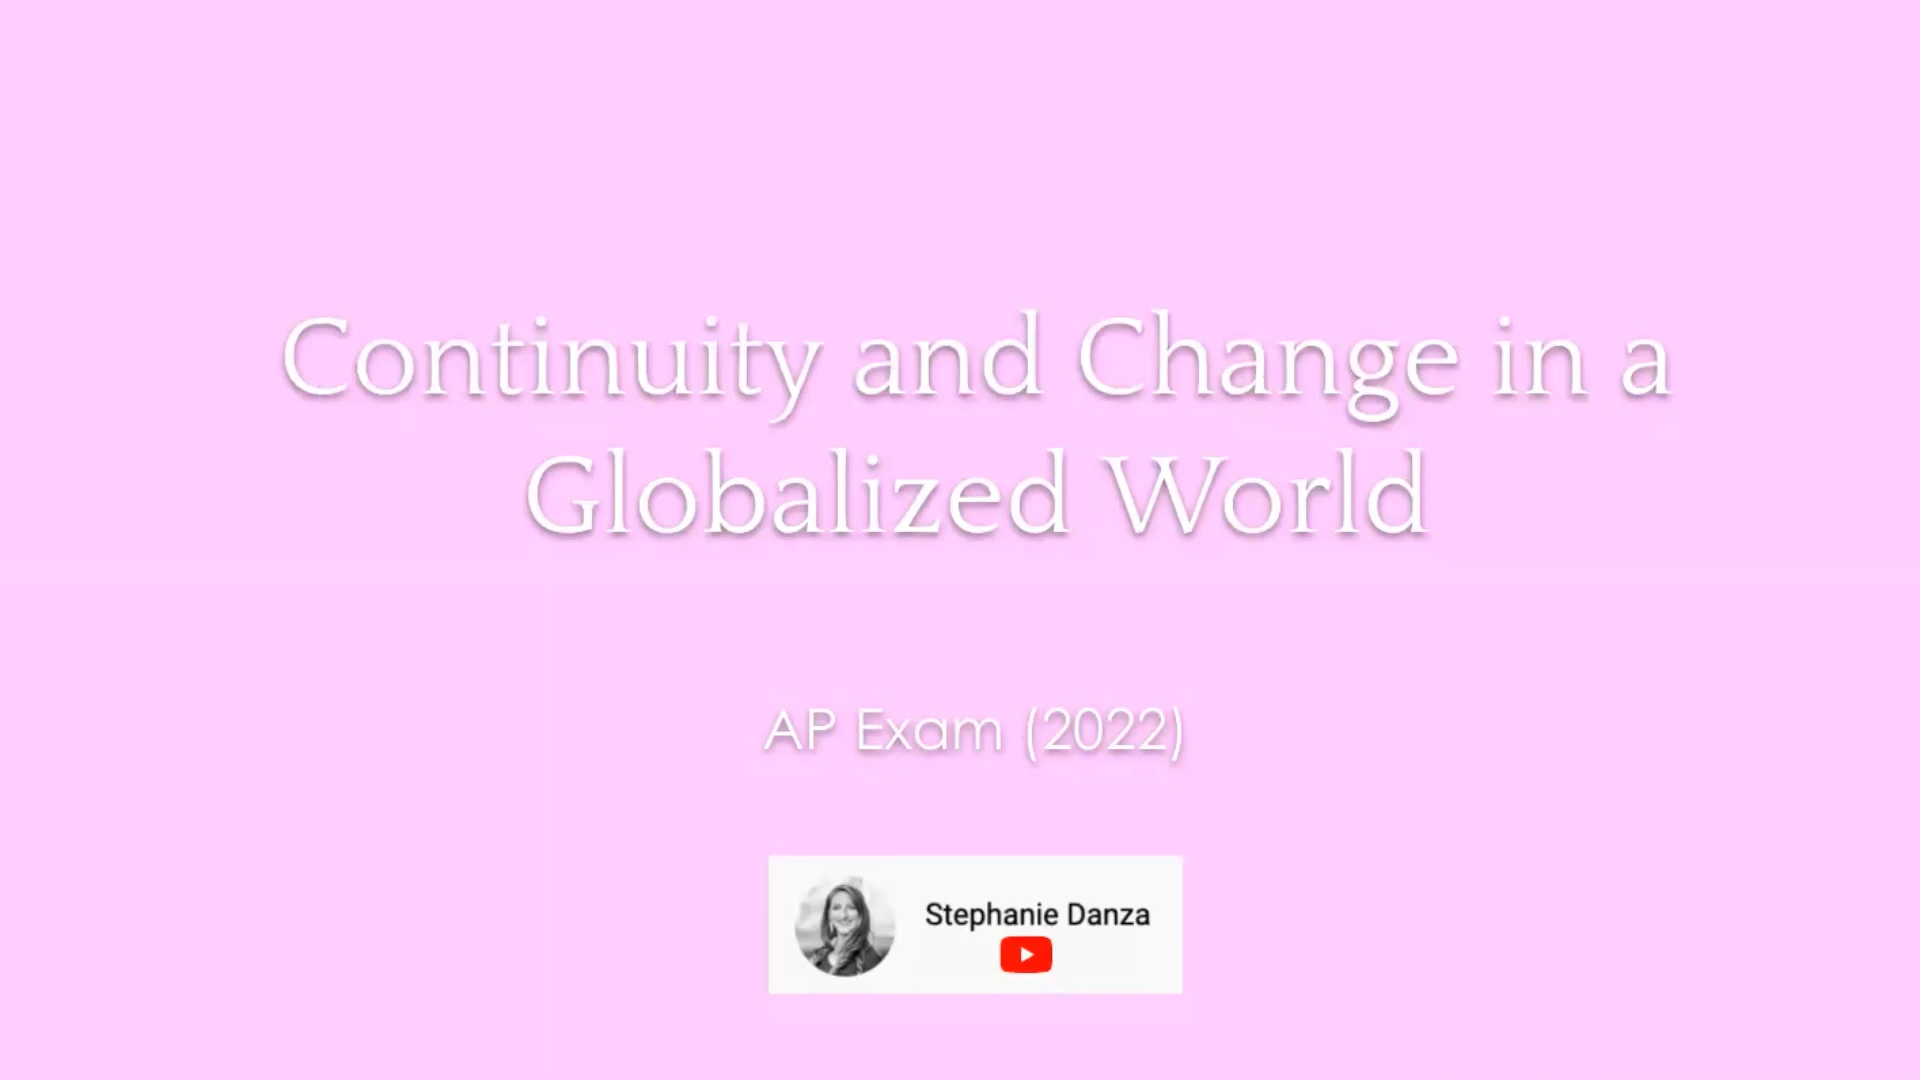 Continuity and Change in a
Globalized World
AP Exam (2022)
Stephanie Danza